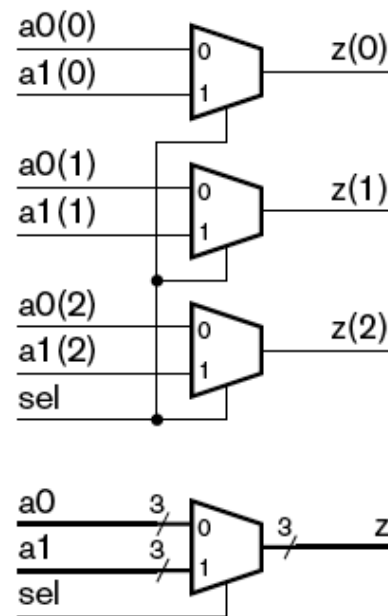 a0(0)
0
z(0)
a1(0)
1
a0(1)
0
z(1)
a1(1)
1
a0(2)
0
z(2)
a1(2)
1
sel
a0
3
0
3
z
a1
3
1
sel